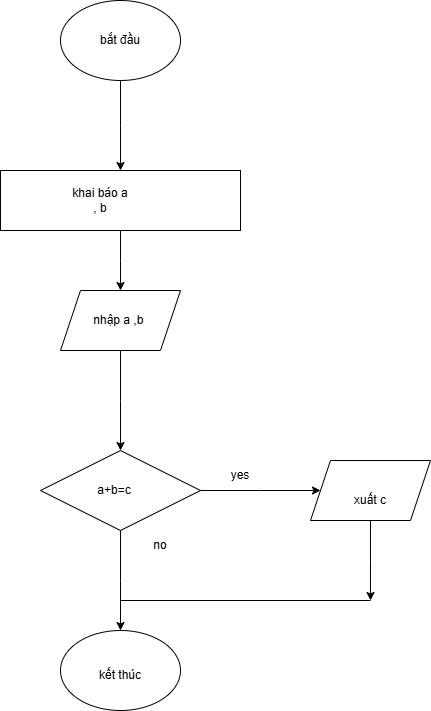 bắt đầu
khai báo a
, b
nhập a ,b
a+b=c
yes
xuất c
no
kết thúc